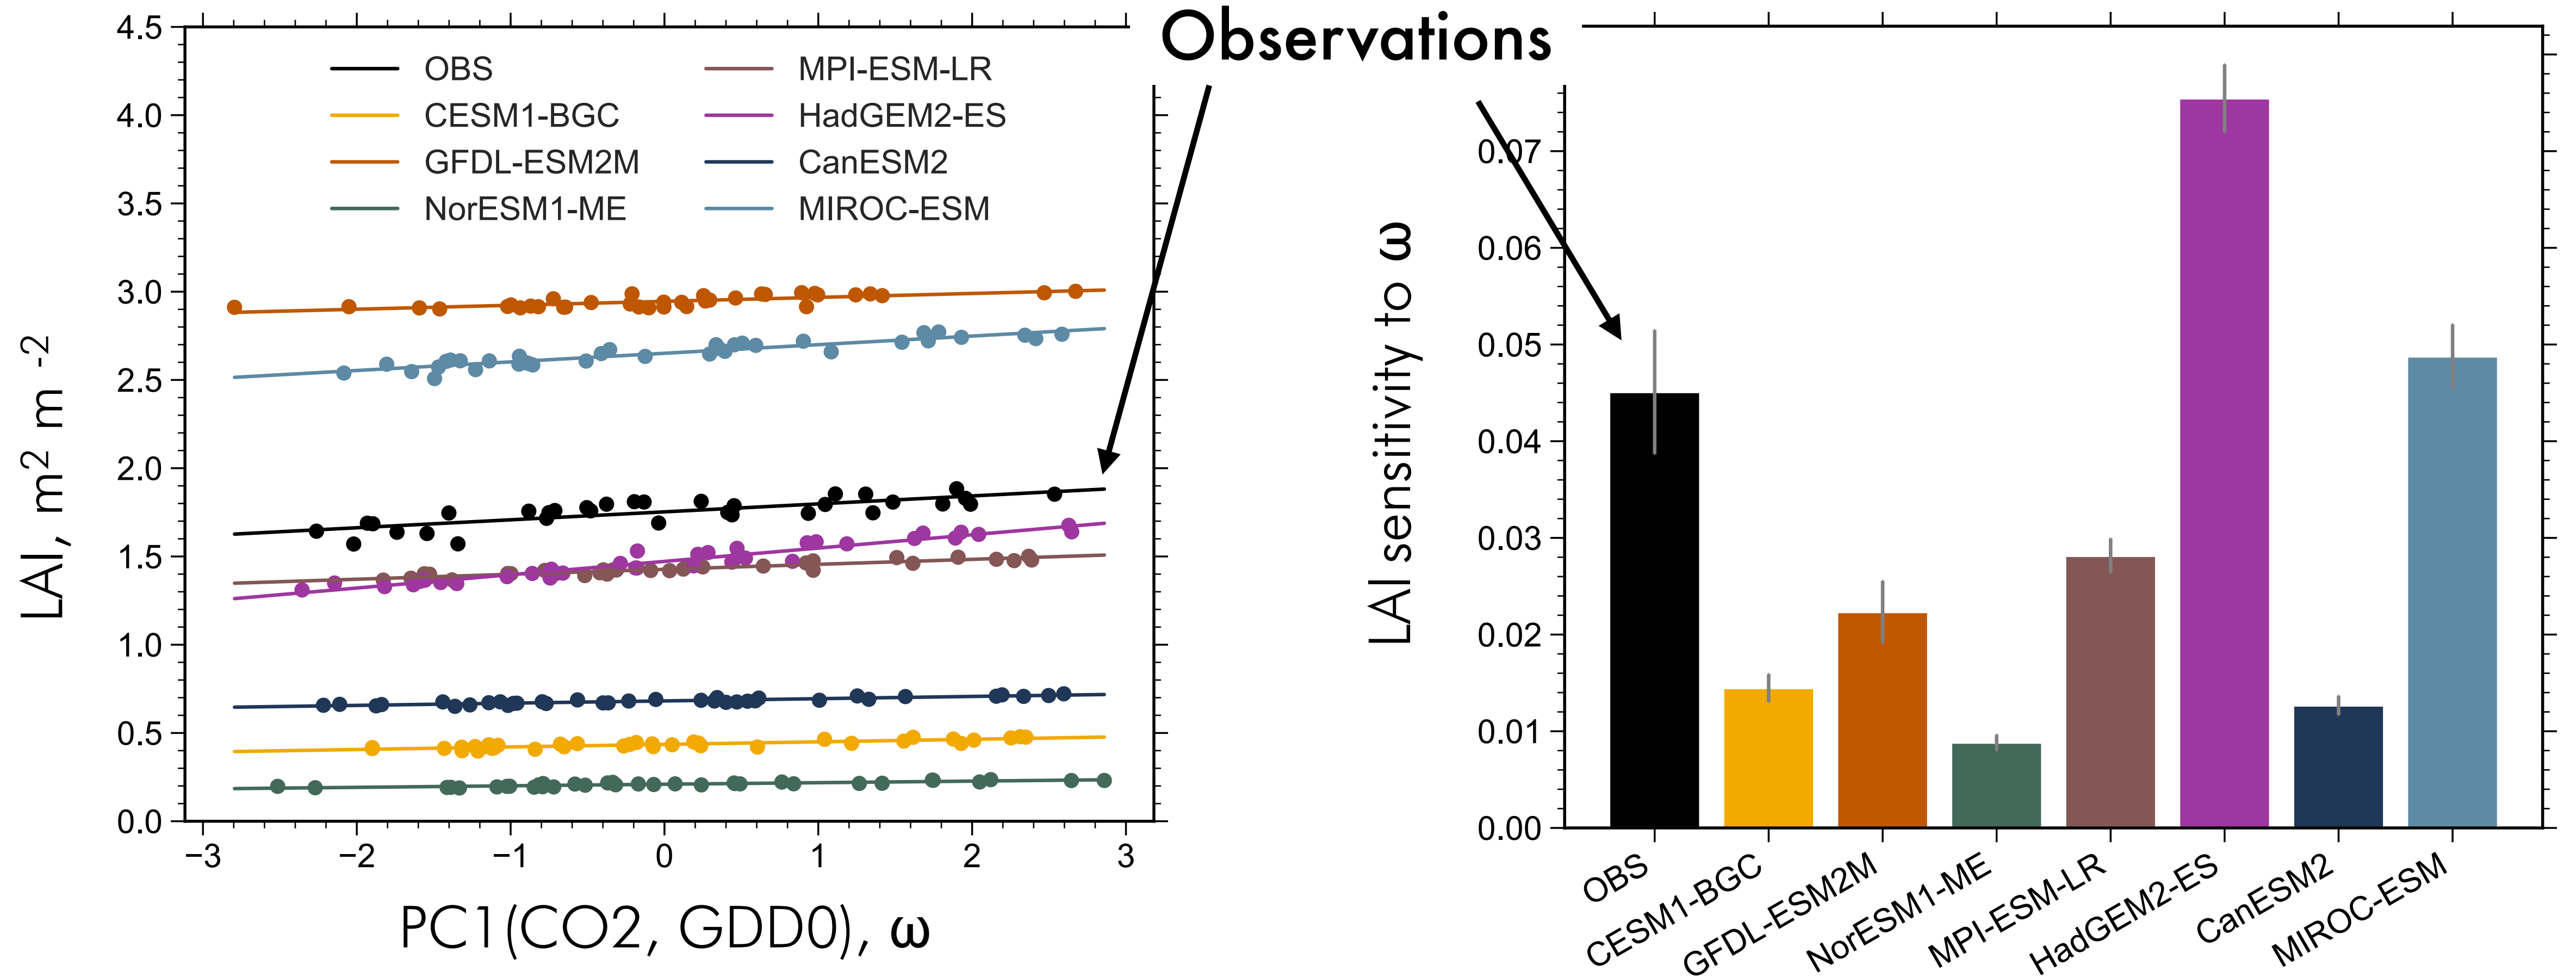 Observations
4.5
4.0
3.5
3.0
2.5
2.0
1.5
1.0
0.5
0.0
LAI, m2 m -2
OBS
CESM1-BGC
GFDL-ESM2M
NorESM1-ME
MPI-ESM-LR
HadGEM2-ES
CanESM2
MIROC-ESM
−3 −2 −1 0 1 2 3
PC1(CO2, GDD0), ω
LAI sensitivity to ω
0.07
0.06
0.05
0.04
0.03
0.02
0.01
0.00
OBS
CESM1-BGC
GFDL-ESM2M
NorESM1-ME
MPI-ESM-LR
HadGEM2-ES
CanESM2
MIROC-ESM